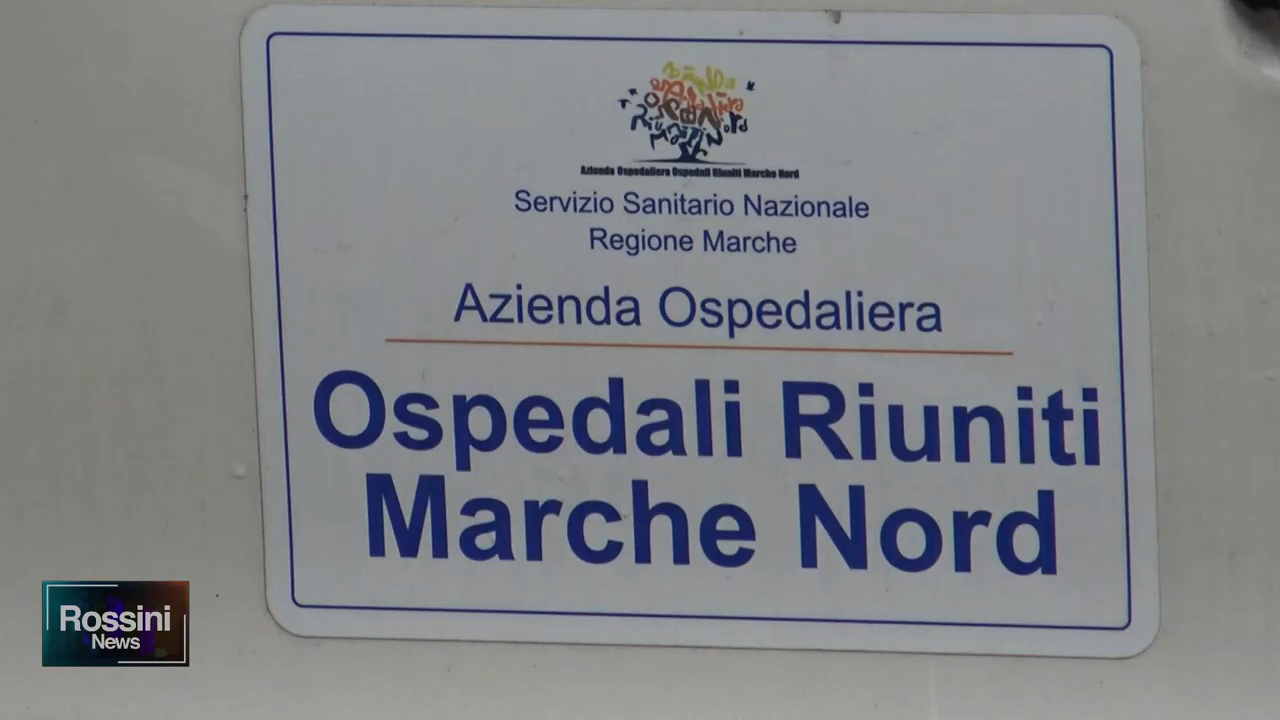 Azienda Ospedaliera Ospedali Riuniti Marche Nord
Servizio Sanitario Nazionale
Regione Marche
Azienda Ospedaliera
Ospedali Riuniti
Marche Nord
Rossini
News